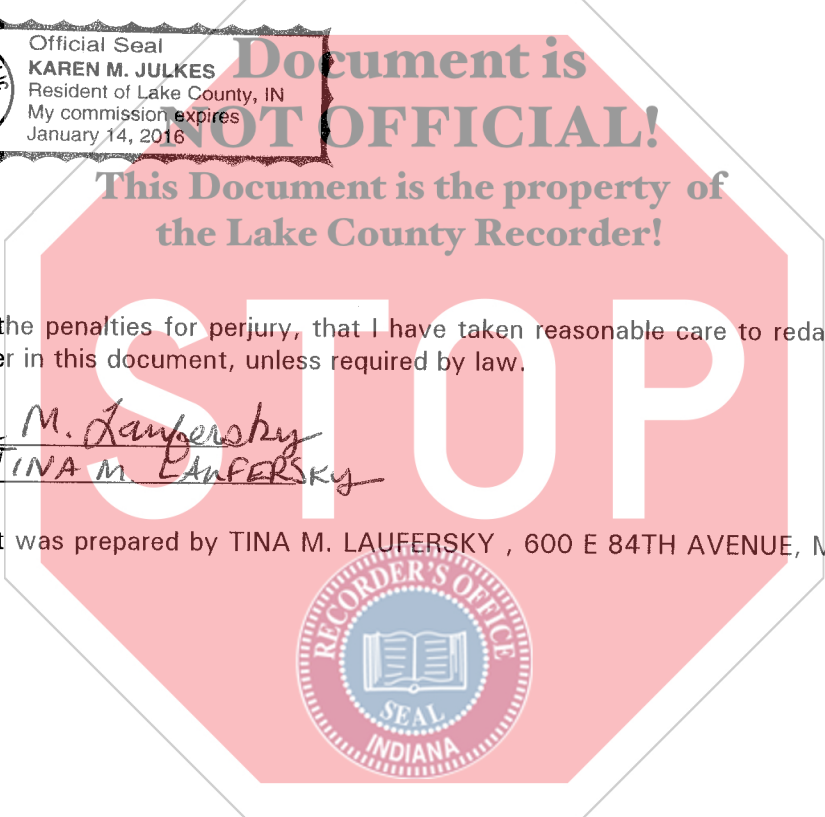 Official Seal
KAREN M. JULKES
Resident of Lake County, IN
My commission expires
January 14, 2016
Document is
NOT OFFICIAL!
This Document is the property of
the Lake County Recorder!
STOP
the penalties for perjury, that I have taken reasonable care to reda
er in this document, unless required by law.
M. Laufersky
TINA M. LAUFERSKY
t was prepared by TINA M. LAUFERSKY , 600 E 84TH AVENUE, M
RECORDER'S OFFICE
SEAL
INDIANA